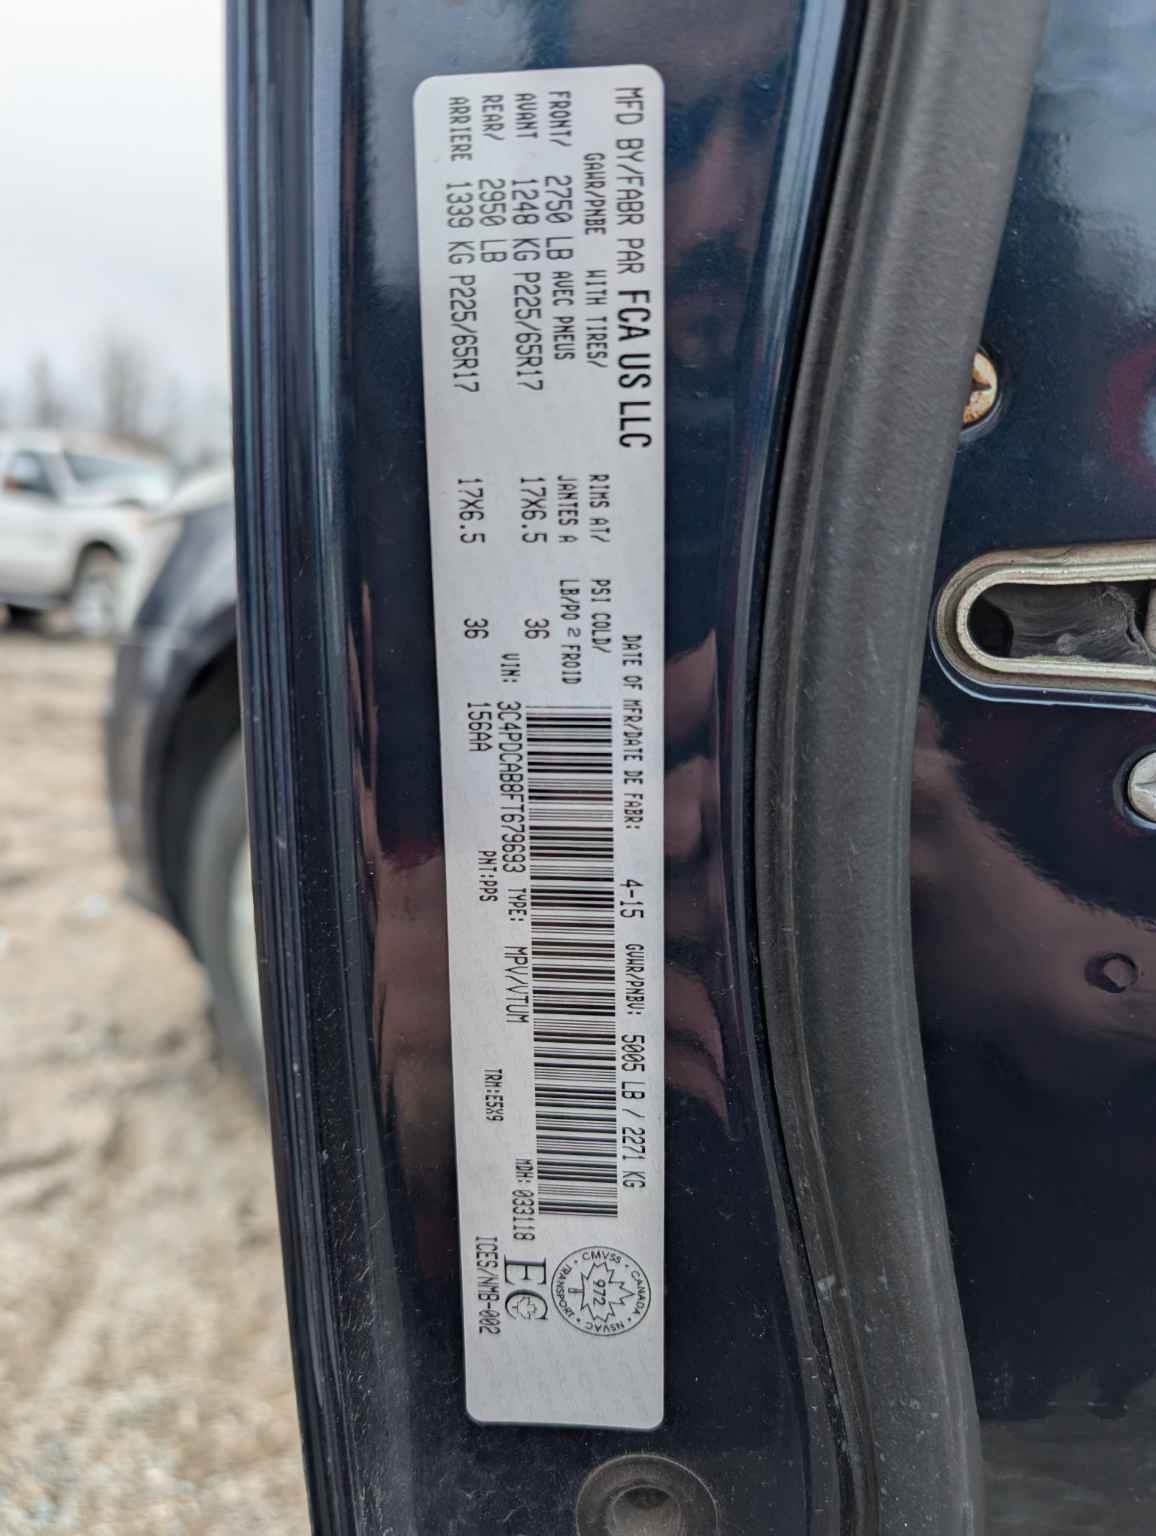 MFD BY/FABR PAR FCA US LLC
DATE OF MFR/DATE DE FABR: 4-15 GVWR/PNBV: 5005 LB / 2271 KG
GAWR/PNBE WITH TIRES/ RIMS AT/ PSI COLD/
AVEC PNEUS JANTES A LB/PO 2 FROID
FRONT/ 2750 LB
AVANT 1248 KG P225/65R17 17X6.5 36
REAR/ 2950 LB
ARRIERE 1339 KG P225/65R17 17X6.5 36
VIN: 3C4PDCAB8FT679693 TYPE: MPV/VTUM MDH: 033118
156AA PNT:PPS TRM:E5X9
ICES/NMB-002
EC
CMVSS • CANADA • NSVAC • TRANSPORT
972